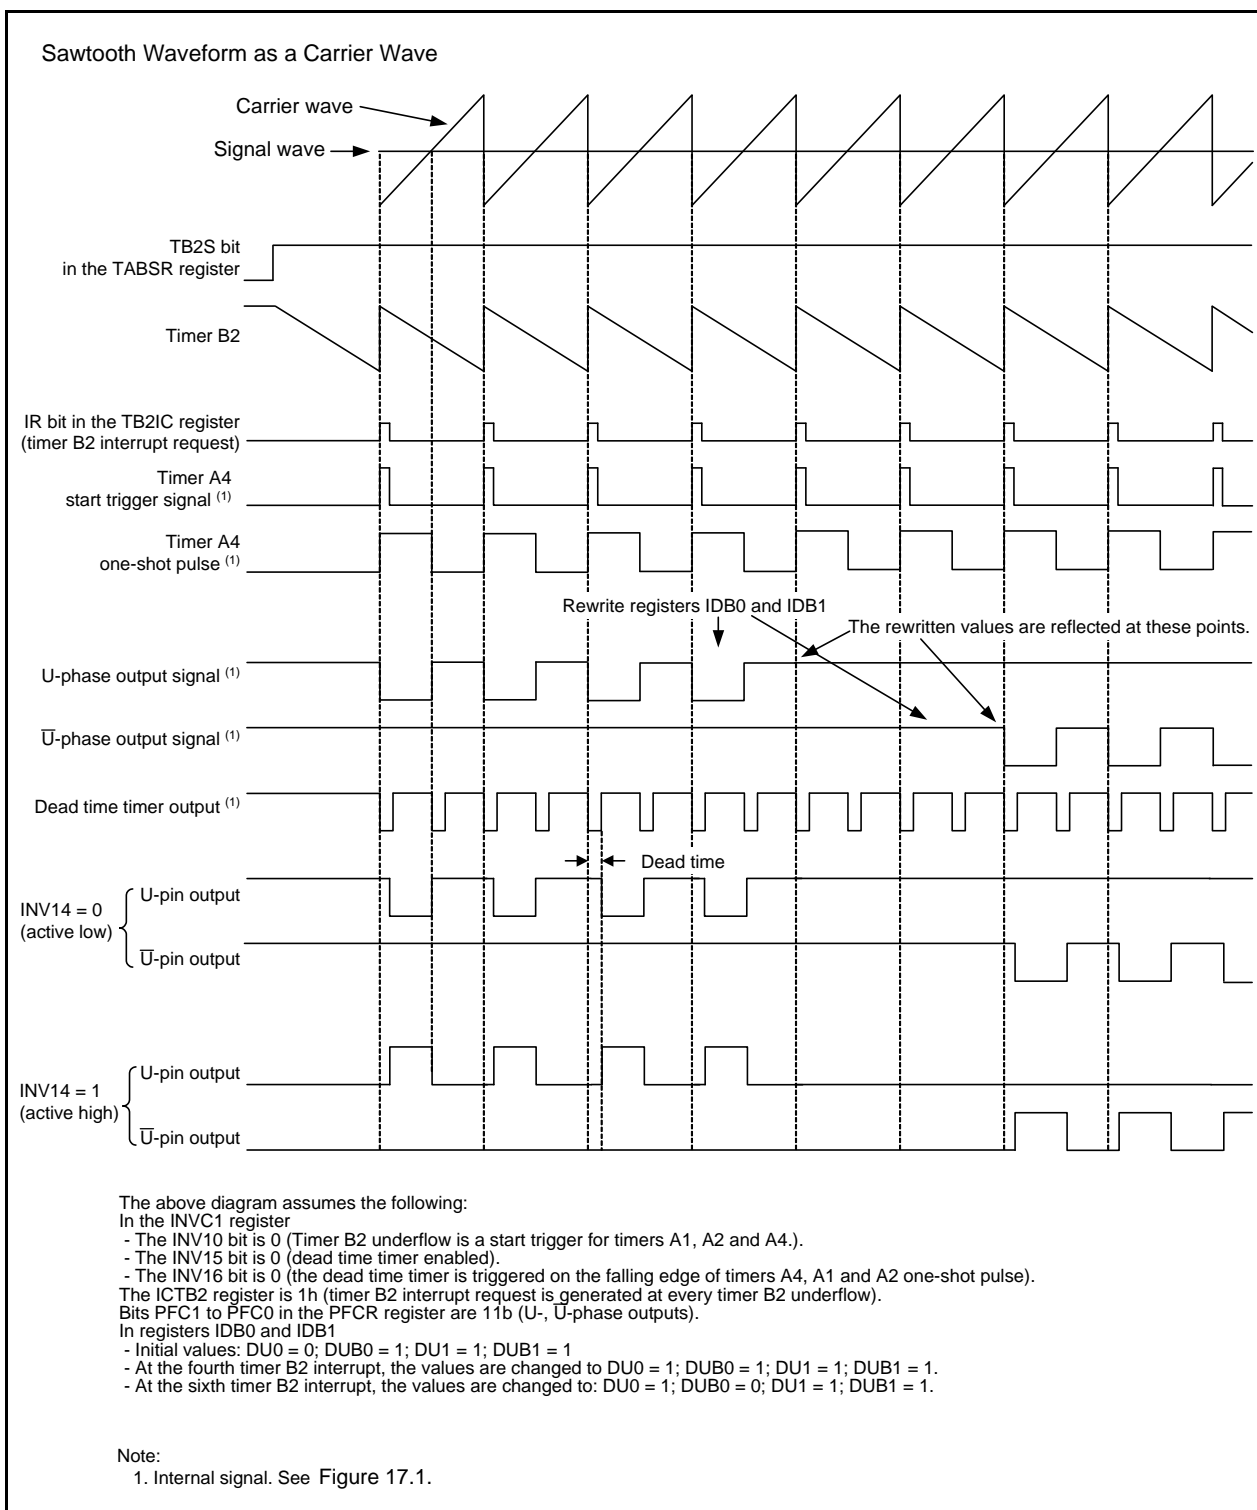 Sawtooth Waveform as a Carrier Wave
Carrier wave
Signal wave
TB2S bit
in the TABSR register
Timer B2
IR bit in the TB2IC register
(timer B2 interrupt request)
Timer A4
start trigger signal (1)
Timer A4
one-shot pulse (1)
Rewrite registers IDB0 and IDB1
The rewritten values are reflected at these points.
U-phase output signal (1)
U̅-phase output signal (1)
Dead time timer output (1)
Dead time
INV14 = 0
(active low)
U-pin output
U̅-pin output
INV14 = 1
(active high)
U-pin output
U̅-pin output
The above diagram assumes the following:
In the INVC1 register
- The INV10 bit is 0 (Timer B2 underflow is a start trigger for timers A1, A2 and A4.).
- The INV15 bit is 0 (dead time timer enabled).
- The INV16 bit is 0 (the dead time timer is triggered on the falling edge of timers A4, A1 and A2 one-shot pulse).
The ICTB2 register is 1h (timer B2 interrupt request is generated at every timer B2 underflow).
Bits PFC1 to PFC0 in the PFCR register are 11b (U-, U̅-phase outputs).
In registers IDB0 and IDB1
- Initial values: DU0 = 0; DUB0 = 1; DU1 = 1; DUB1 = 1
- At the fourth timer B2 interrupt, the values are changed to DU0 = 1; DUB0 = 1; DU1 = 1; DUB1 = 1.
- At the sixth timer B2 interrupt, the values are changed to: DU0 = 1; DUB0 = 0; DU1 = 1; DUB1 = 1.
Note:
1. Internal signal. See Figure 17.1.